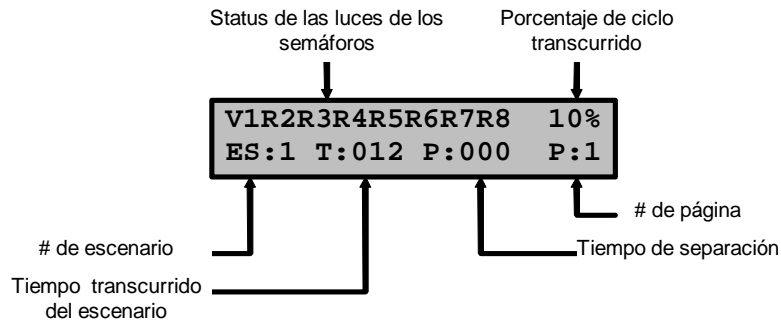 Status de las luces de los
semáforos
Porcentaje de ciclo
transcurrido
V1R2R3R4R5R6R7R8 10%
ES:1 T:012 P:000 P:1
# de página
# de escenario
Tiempo de separación
Tiempo transcurrido
del escenario